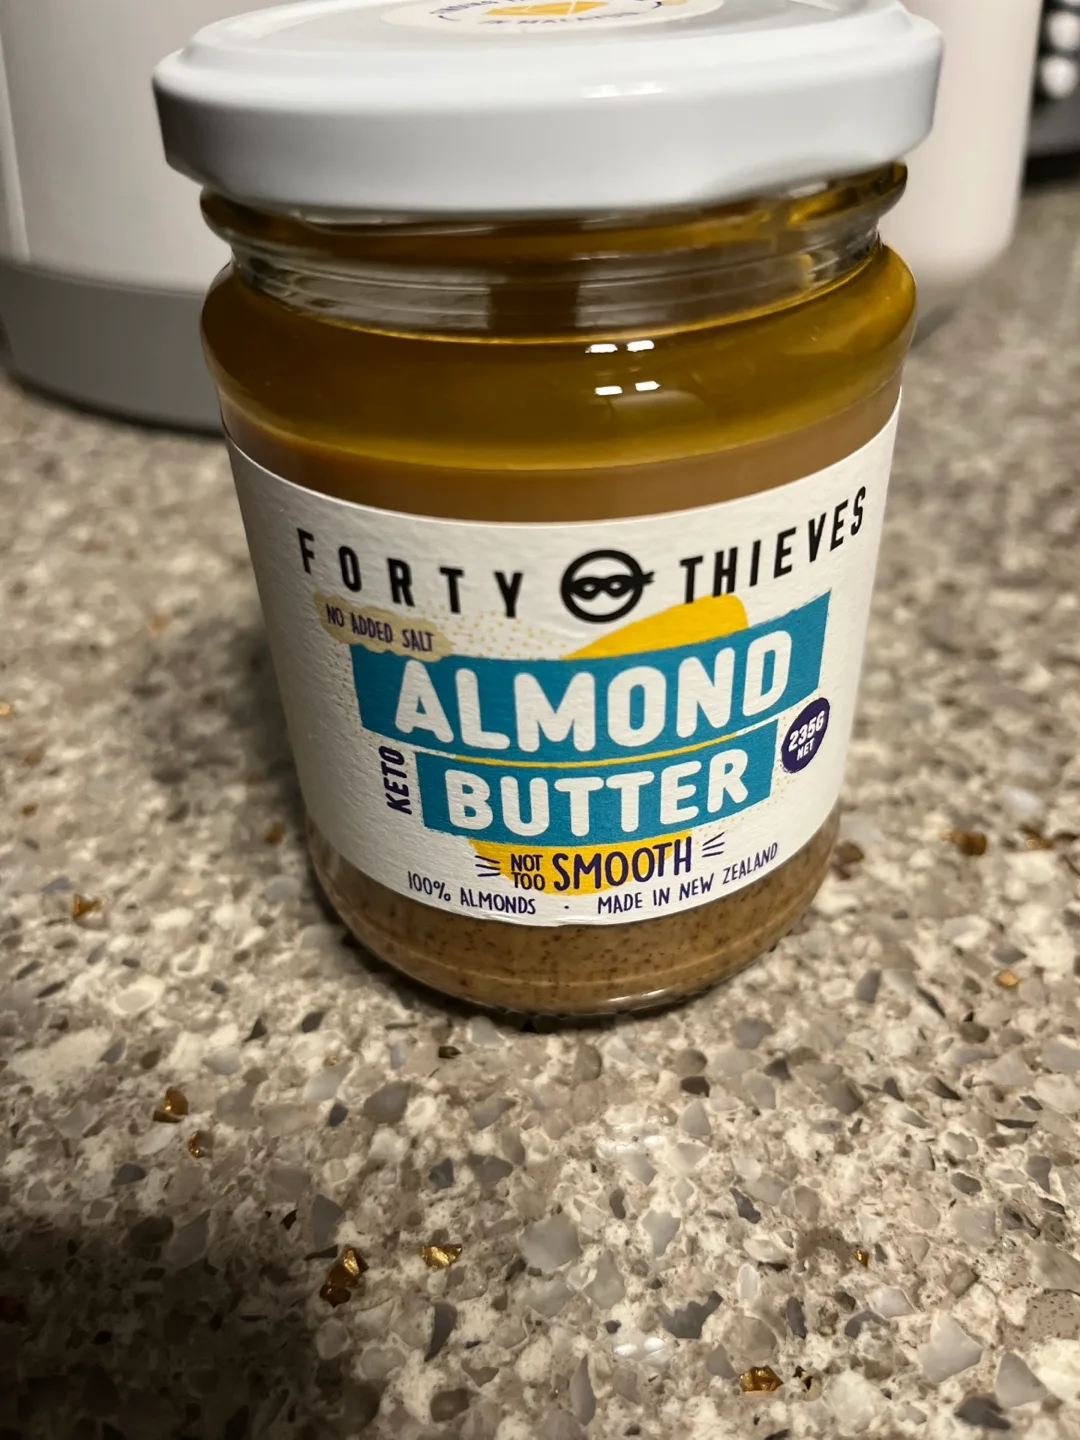 FORTY THIEVES
NO ADDED SALT
ALMOND
KETO
BUTTER
235G
NET
NOT TOO SMOOTH
100% ALMONDS · MADE IN NEW ZEALAND